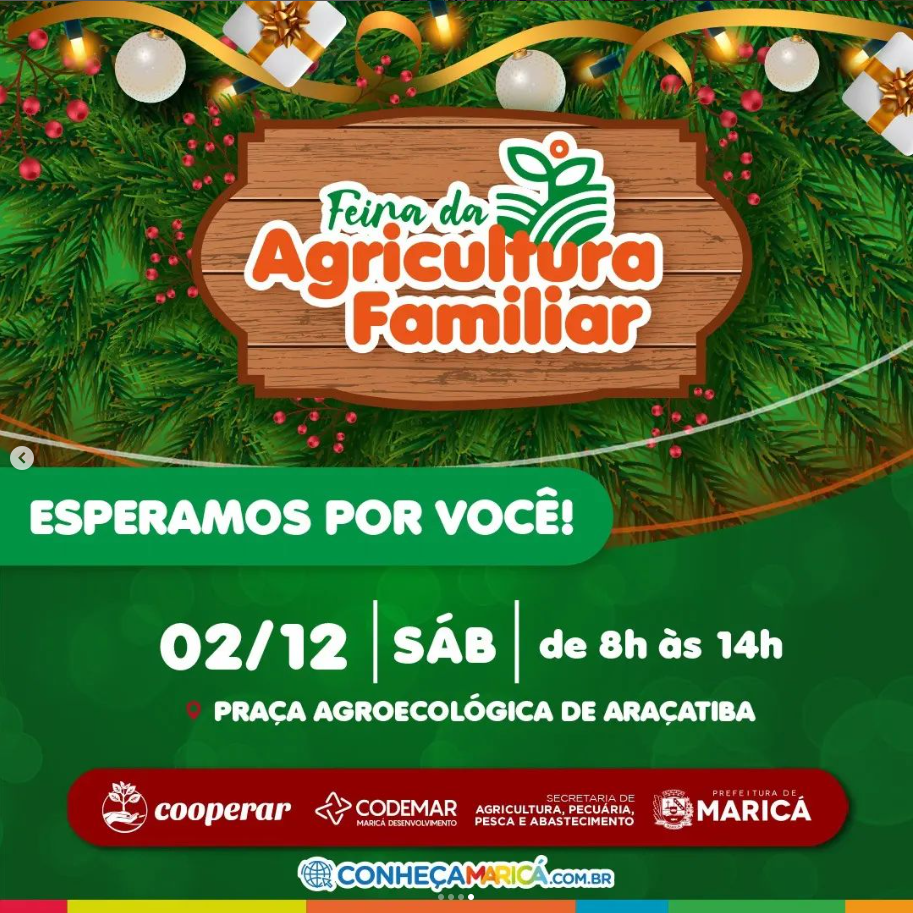 Feira da
Agricultura
Familiar
ESPERAMOS POR VOCÊ!
02/12 | SÁB | de 8h às 14h
PRAÇA AGROECOLÓGICA DE ARAÇATIBA
cooperar
CODEMAR
MARICÁ DESENVOLVIMENTO
SECRETARIA DE
AGRICULTURA, PECUÁRIA,
PESCA E ABASTECIMENTO
PREFEITURA DE
MARICÁ
CONHEÇAMARICÁ.COM.BR